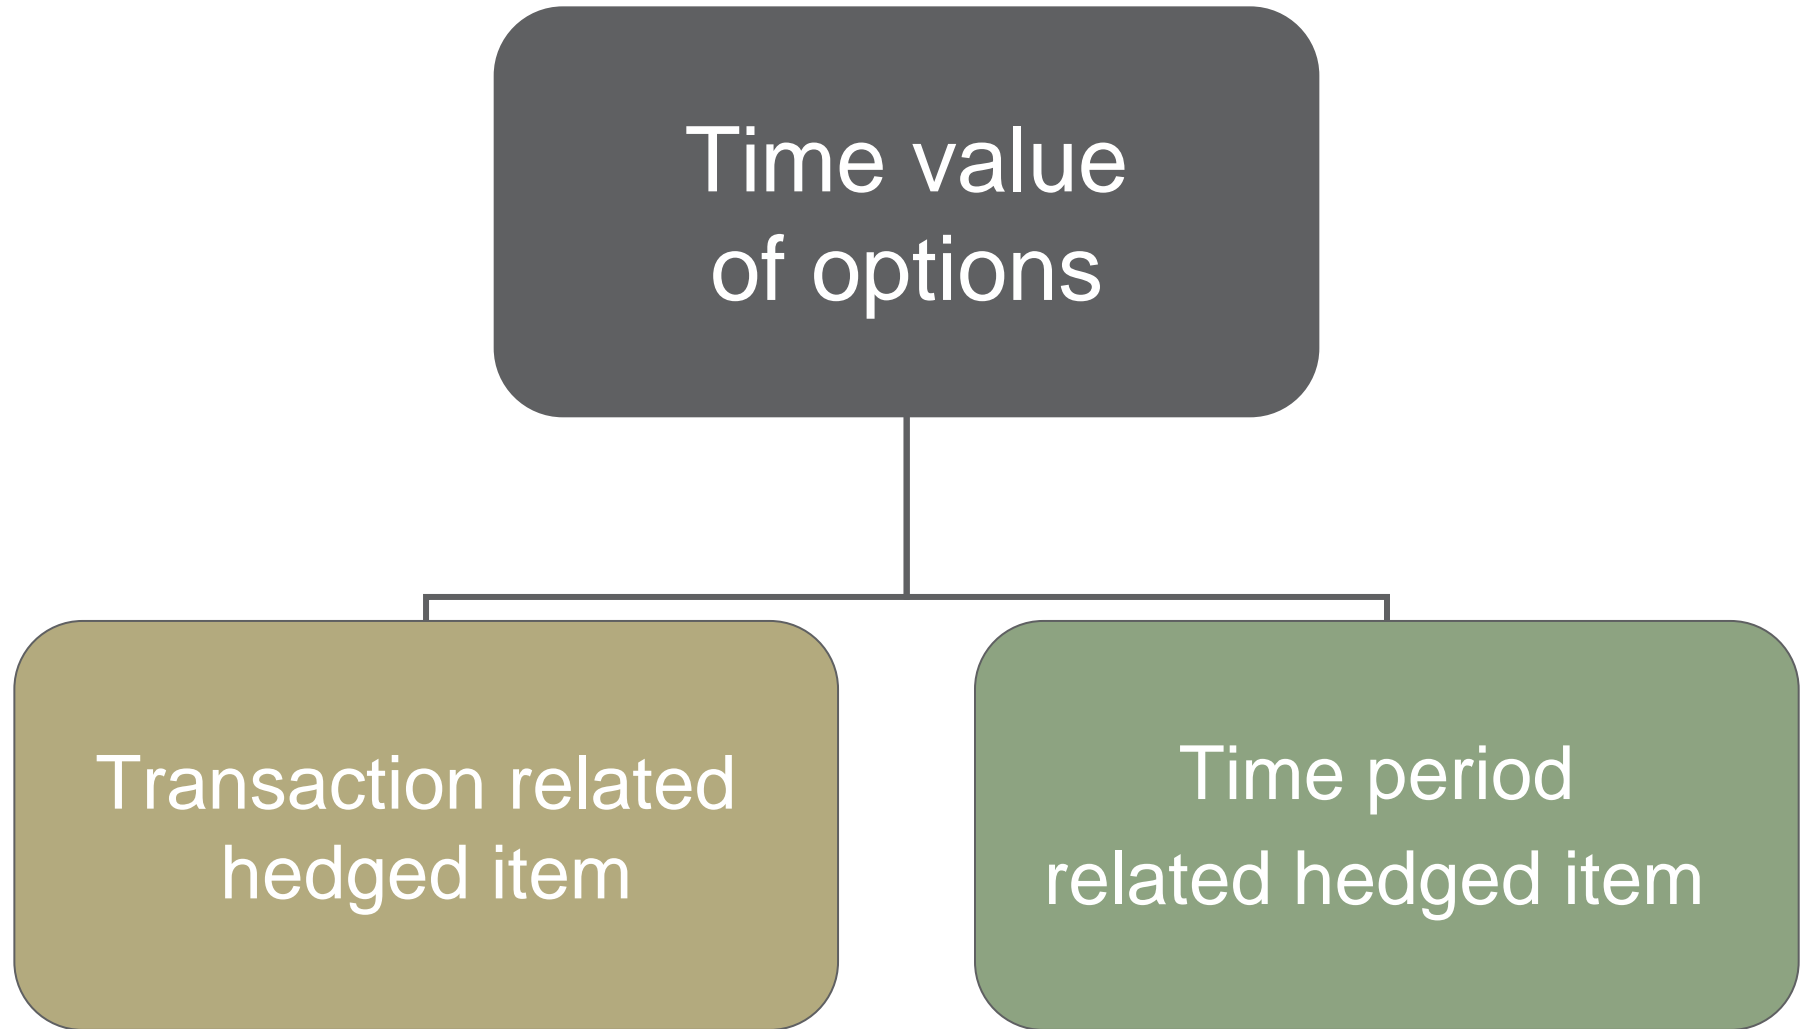 Time value
of options
Transaction related
hedged item
Time period
related hedged item